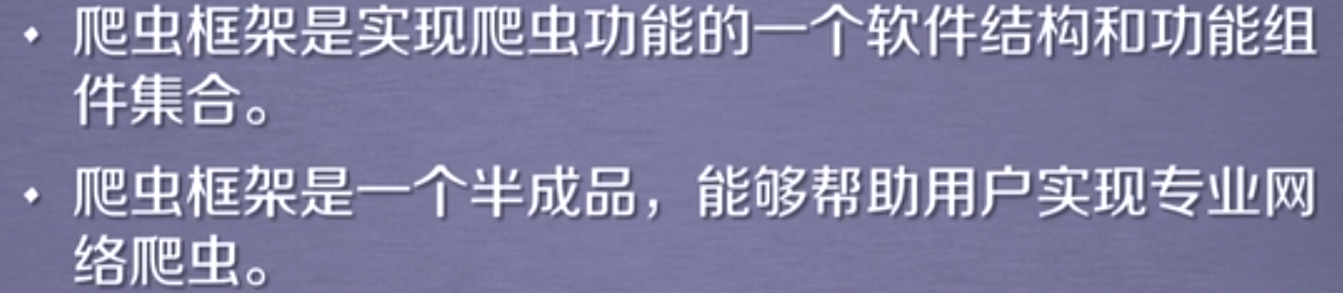 • 爬虫框架是实现爬虫功能的一个软件结构和功能组
件集合。
• 爬虫框架是一个半成品，能够帮助用户实现专业网
络爬虫。